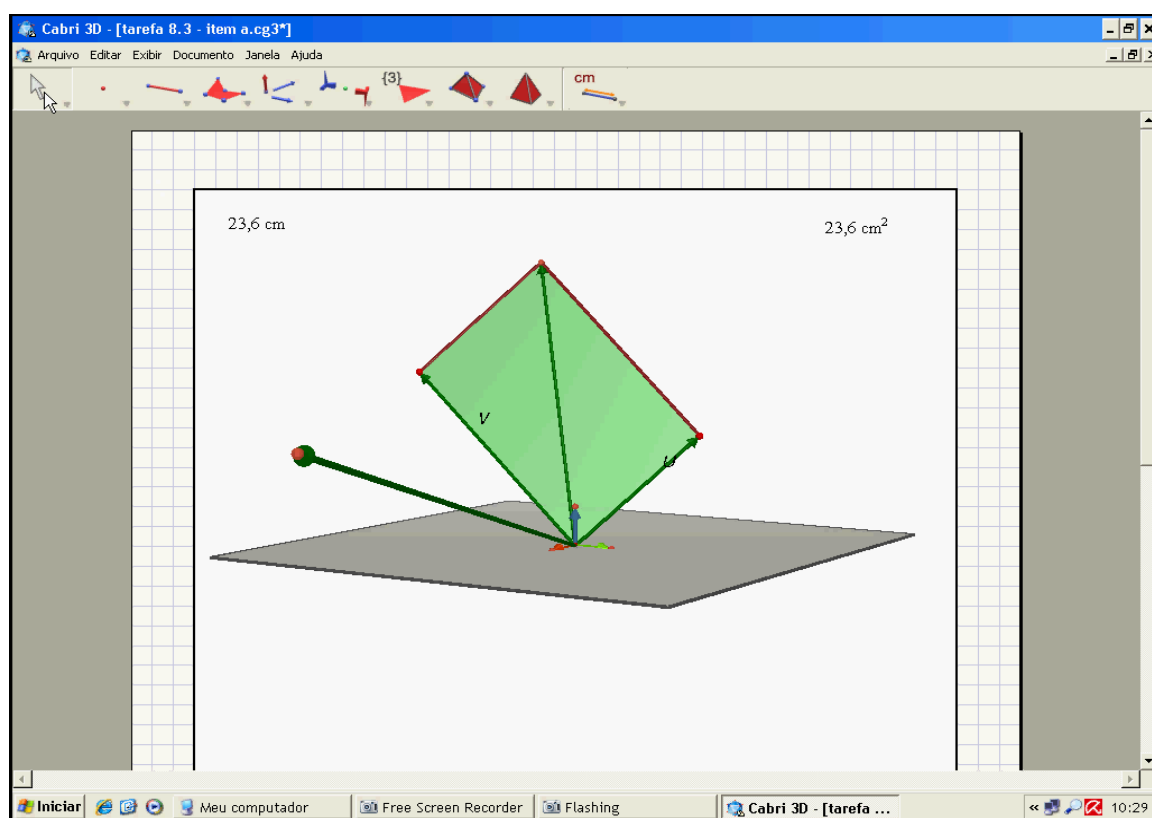 Cabri 3D - [tarefa 8.3 - item a.cg3*]
Arquivo Editar Exibir Documento Janela Ajuda
{3} cm
23,6 cm 23,6 cm²
V
U
Iniciar Meu computador Free Screen Recorder Flashing Cabri 3D - [tarefa ... « 10:29